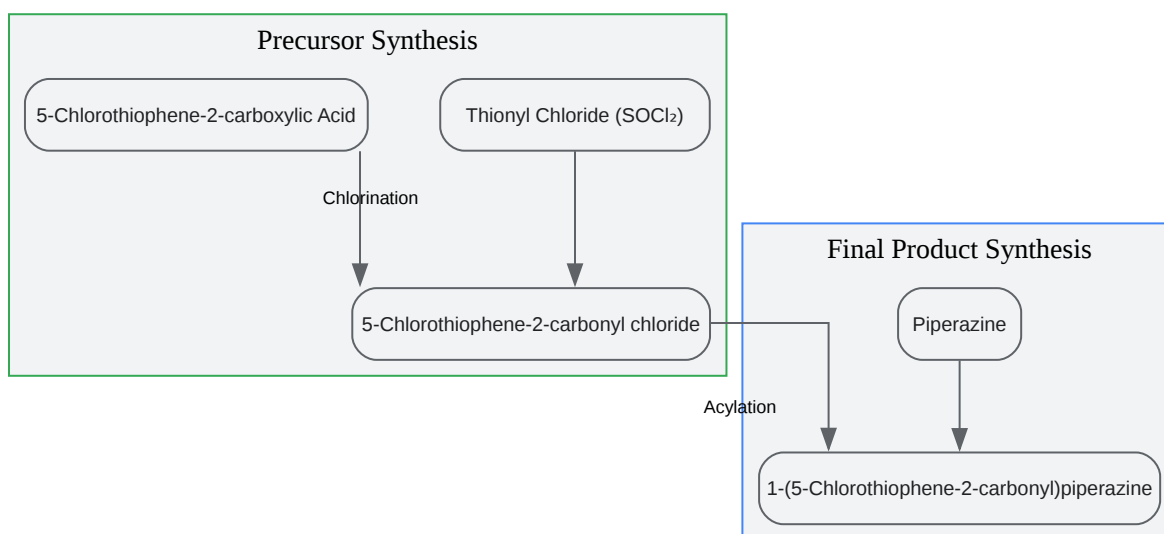 Precursor Synthesis
5-Chlorothiophene-2-carboxylic Acid
Thionyl Chloride (SOCl₂)
Chlorination
5-Chlorothiophene-2-carbonyl chloride
Final Product Synthesis
Piperazine
Acylation
1-(5-Chlorothiophene-2-carbonyl)piperazine